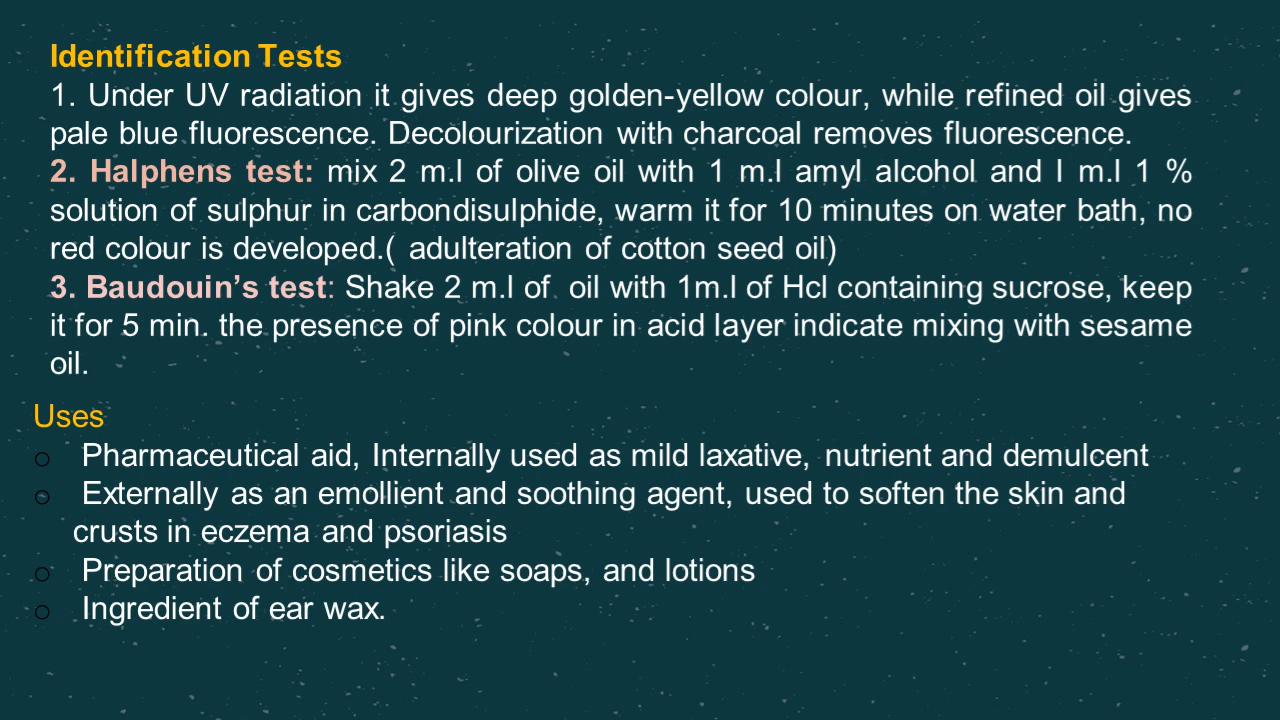 Identification Tests
1. Under UV radiation it gives deep golden-yellow colour, while refined oil gives
pale blue fluorescence. Decolourization with charcoal removes fluorescence.
2. Halphens test: mix 2 m.l of olive oil with 1 m.l amyl alcohol and l m.l 1 %
solution of sulphur in carbondisulphide, warm it for 10 minutes on water bath, no
red colour is developed.( adulteration of cotton seed oil)
3. Baudouin’s test: Shake 2 m.l of oil with 1m.l of Hcl containing sucrose, keep
it for 5 min. the presence of pink colour in acid layer indicate mixing with sesame
oil.
Uses
o Pharmaceutical aid, Internally used as mild laxative, nutrient and demulcent
o Externally as an emollient and soothing agent, used to soften the skin and
crusts in eczema and psoriasis
o Preparation of cosmetics like soaps, and lotions
o Ingredient of ear wax.